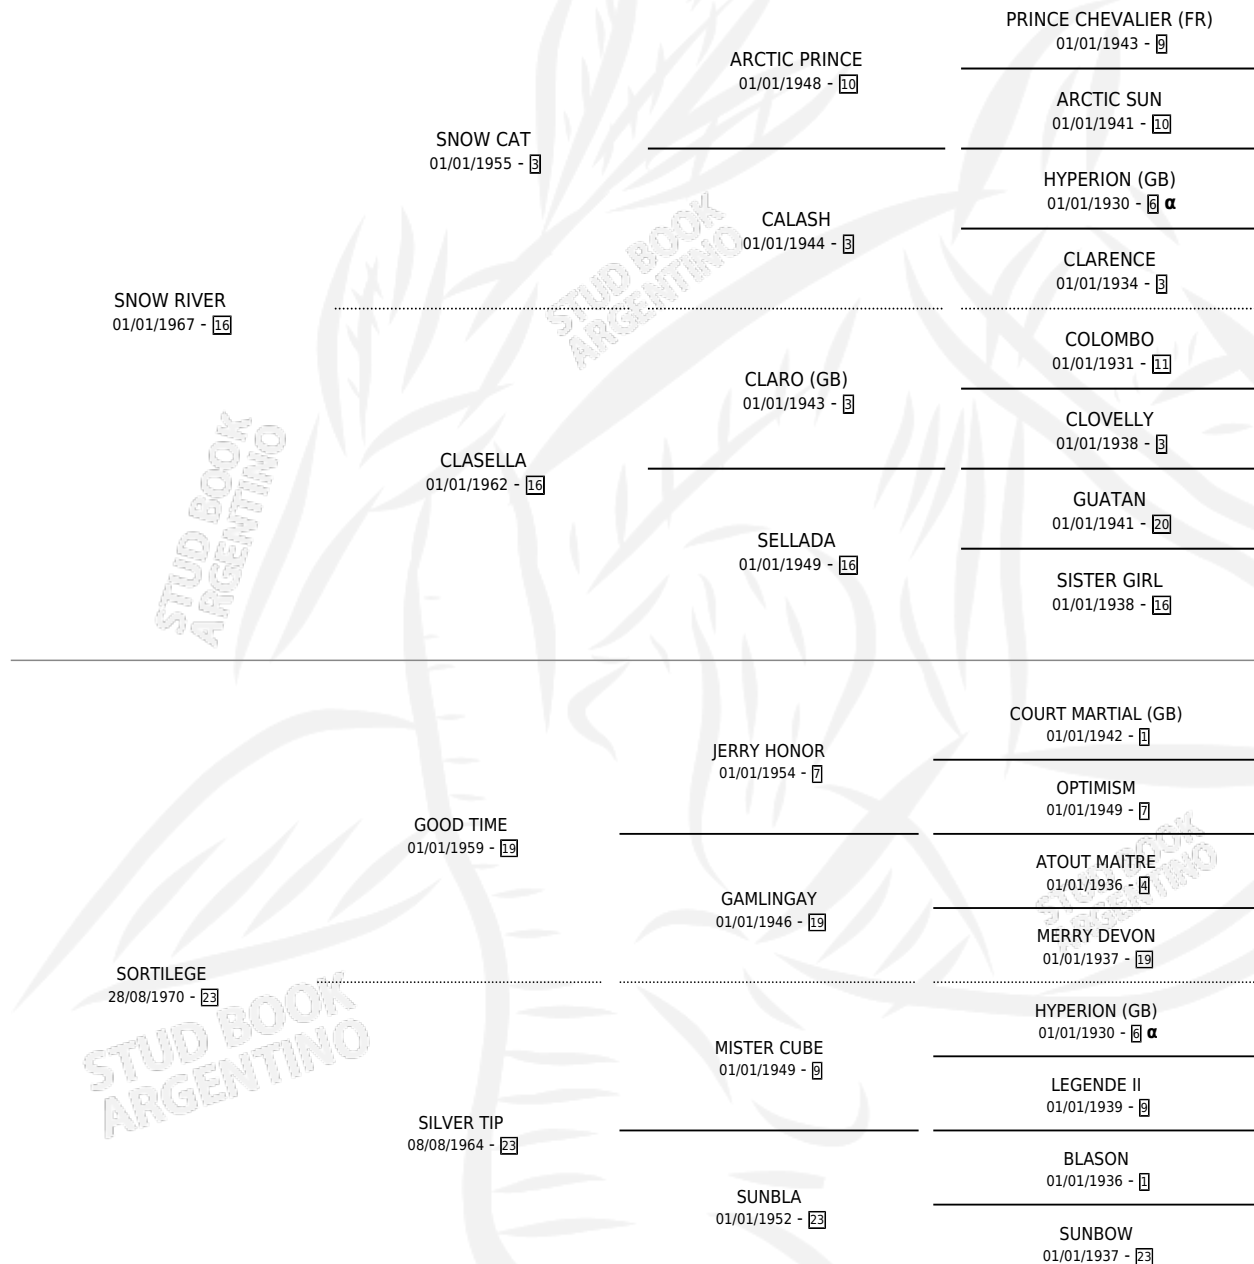 PRINCE CHEVALIER (FR)
01/01/1943 - 9
ARCTIC PRINCE
01/01/1948 - 10
ARCTIC SUN
01/01/1941 - 10
SNOW CAT
01/01/1955 - 3
HYPERION (GB)
01/01/1930 - 6 α
CALASH
01/01/1944 - 3
CLARENCE
01/01/1934 - 3
SNOW RIVER
01/01/1967 - 16
COLOMBO
01/01/1931 - 11
CLARO (GB)
01/01/1943 - 3
CLOVELLY
01/01/1938 - 3
CLASELLA
01/01/1962 - 16
GUATAN
01/01/1941 - 20
SELLADA
01/01/1949 - 16
SISTER GIRL
01/01/1938 - 16
COURT MARTIAL (GB)
01/01/1942 - 1
JERRY HONOR
01/01/1954 - 7
OPTIMISM
01/01/1949 - 7
GOOD TIME
01/01/1959 - 19
ATOUT MAITRE
01/01/1936 - 4
GAMLINGAY
01/01/1946 - 19
MERRY DEVON
01/01/1937 - 19
SORTILEGE
28/08/1970 - 23
HYPERION (GB)
01/01/1930 - 6 α
MISTER CUBE
01/01/1949 - 9
LEGENDE II
01/01/1939 - 9
SILVER TIP
08/08/1964 - 23
BLASON
01/01/1936 - 1
SUNBLA
01/01/1952 - 23
SUNBOW
01/01/1937 - 23
STUD BOOK
ARGENTINO
STUD BOOK
ARGENTINO
STUD BOOK
ARGENTINO
STUD BOOK
ARGENTINO